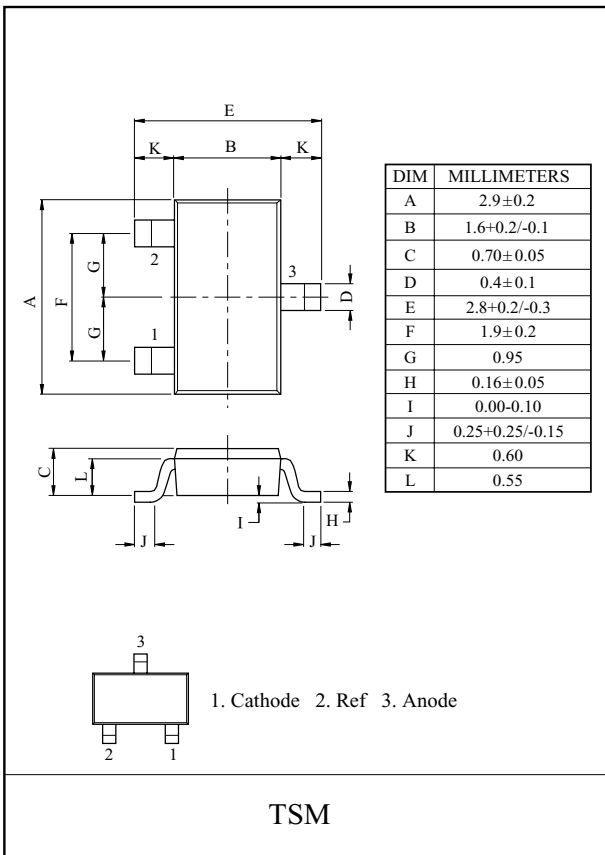 E
K B K
A
F
G
G
2
1
3
D
DIM MILLIMETERS
A 2.9±0.2
B 1.6+0.2/-0.1
C 0.70±0.05
D 0.4±0.1
E 2.8+0.2/-0.3
F 1.9±0.2
G 0.95
H 0.16±0.05
I 0.00-0.10
J 0.25+0.25/-0.15
K 0.60
L 0.55
C
L
I
H
J J
3
2 1
1. Cathode 2. Ref 3. Anode
TSM